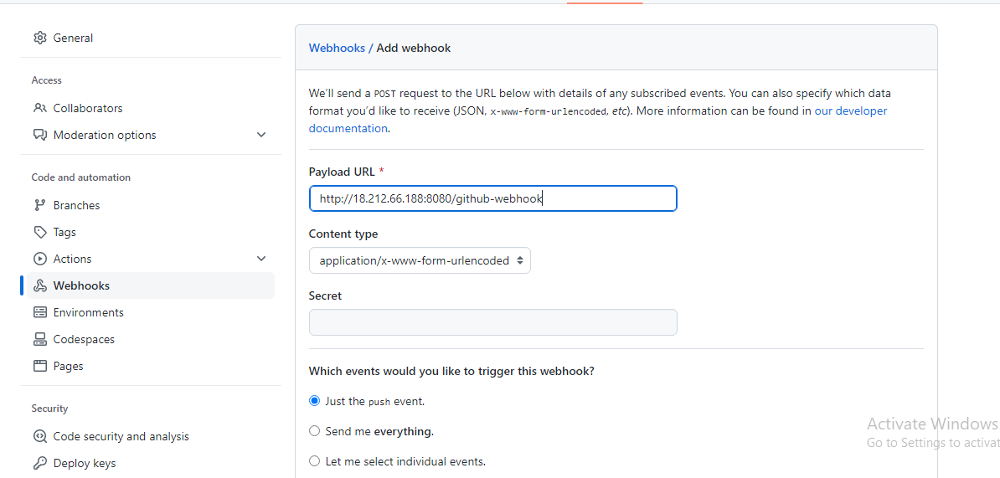 General
Access
Collaborators
Moderation options
Code and automation
Branches
Tags
Actions
Webhooks
Environments
Codespaces
Pages
Security
Code security and analysis
Deploy keys
Webhooks / Add webhook
We'll send a POST request to the URL below with details of any subscribed events. You can also specify which data
format you'd like to receive (JSON, x-www-form-urlencoded, etc). More information can be found in our developer
documentation.
Payload URL *
http://18.212.66.188:8080/github-webhook
Content type
application/x-www-form-urlencoded
Secret
Which events would you like to trigger this webhook?
Just the push event.
Send me everything.
Let me select individual events.
Activate Windows
Go to Settings to activat